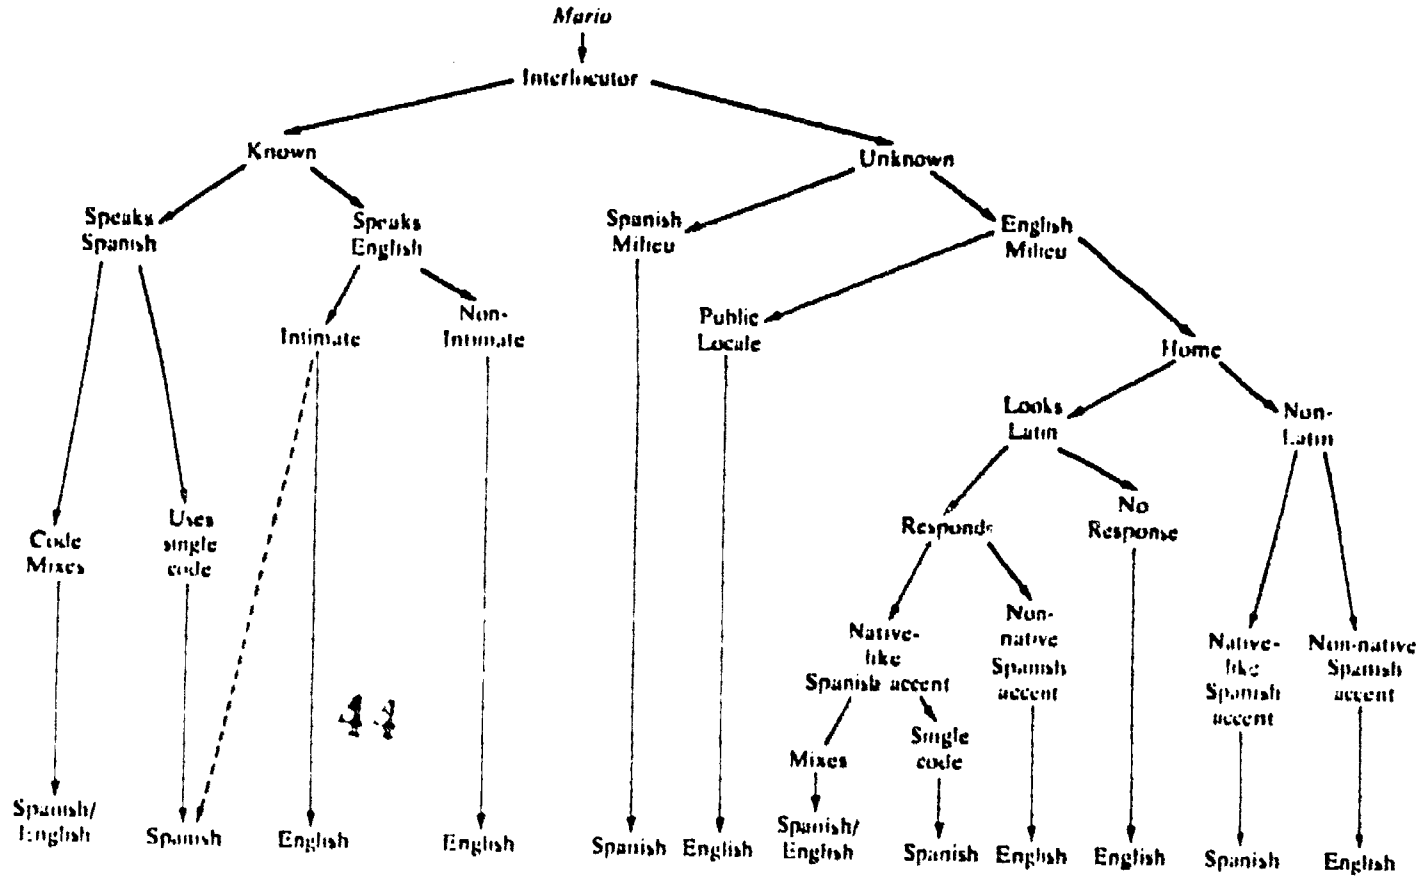 Mario
Interlocutor
Known
Unknown
Speaks
Spanish
Speaks
English
Spanish
Milieu
English
Milieu
Intimate
Non-
Intimate
Public
Locale
Home
Looks
Latin
Non-
Latin
Code
Mixes
Uses
single
code
Responds
No
Response
Native-
like
Spanish accent
Non-
native
Spanish
accent
Native-
like
Spanish
accent
Non-native
Spanish
accent
Mixes
Single
code
Spanish/
English
Spanish
English
English
Spanish
English
Spanish/
English
Spanish
English
English
Spanish
English